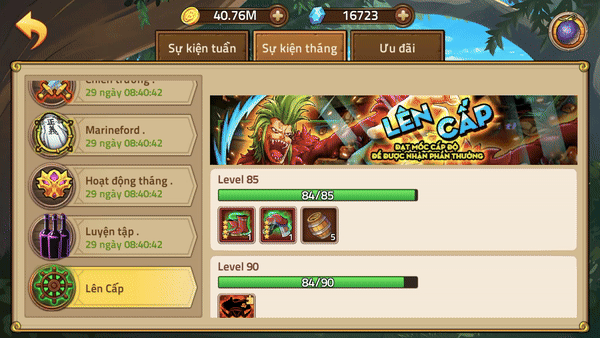 40.76M
16723
Sự kiện tuần
Sự kiện tháng
Ưu đãi
Chiến trường .
29 ngày 08:40:42
Marineford .
29 ngày 08:40:42
Hoạt động tháng .
29 ngày 08:40:42
Luyện tập .
29 ngày 08:40:42
Lên Cấp
LÊN CẤP
ĐẠT MỐC CẤP ĐỘ
ĐỂ ĐƯỢC NHẬN PHẦN THƯỞNG
Level 85
84/85
1
1
5
Level 90
84/90